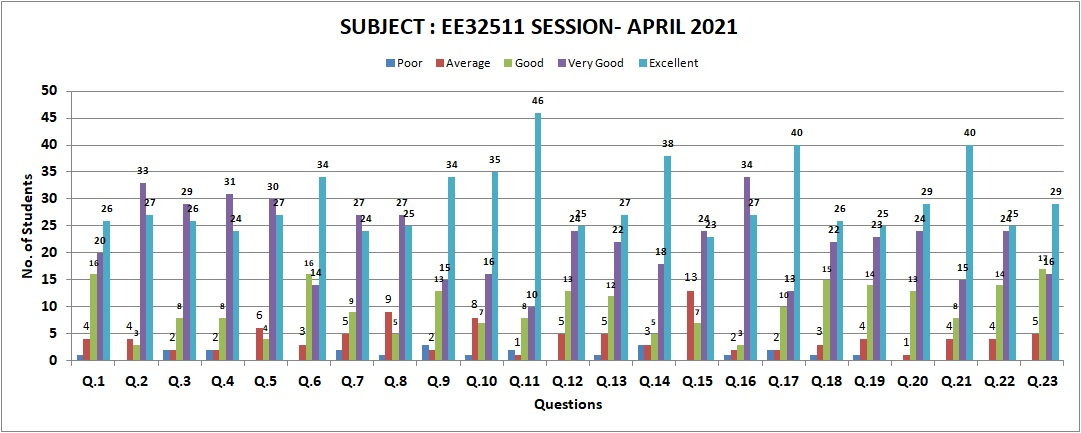 SUBJECT : EE32511 SESSION- APRIL 2021
Poor Average Good Very Good Excellent
No. of Students
50
45
40
35
30
25
20
15
10
5
0
4 16 20 26
4 3 33 27
2 8 29 26
2 8 31 24
6 4 30 27
3 16 14 34
5 9 27 24
9 5 27 25
2 13 15 34
8 7 16 35
1 8 10 46
5 13 24 25
5 12 22 27
3 5 18 38
13 7 24 23
2 3 34 27
2 10 13 40
3 15 22 26
4 14 23 25
1 13 24 29
4 8 15 40
4 14 24 25
5 17 16 29
Q.1 Q.2 Q.3 Q.4 Q.5 Q.6 Q.7 Q.8 Q.9 Q.10 Q.11 Q.12 Q.13 Q.14 Q.15 Q.16 Q.17 Q.18 Q.19 Q.20 Q.21 Q.22 Q.23
Questions